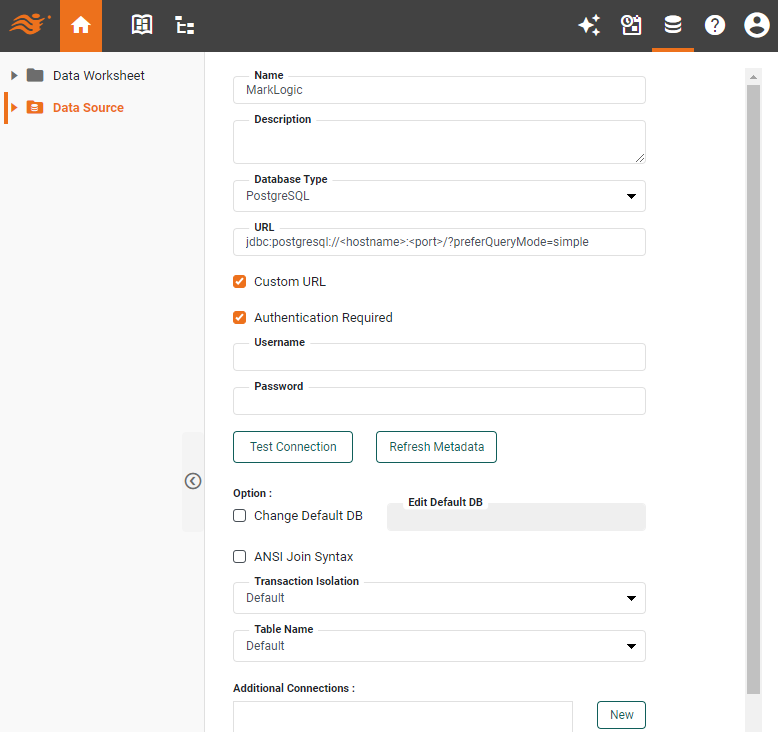 Data Worksheet
Data Source
Name
MarkLogic
Description
Database Type
PostgreSQL
URL
jdbc:postgresql://<hostname>:<port>/?preferQueryMode=simple
Custom URL
Authentication Required
Username
Password
Test Connection Refresh Metadata
Option :
Edit Default DB
Change Default DB
ANSI Join Syntax
Transaction Isolation
Default
Table Name
Default
Additional Connections :
New